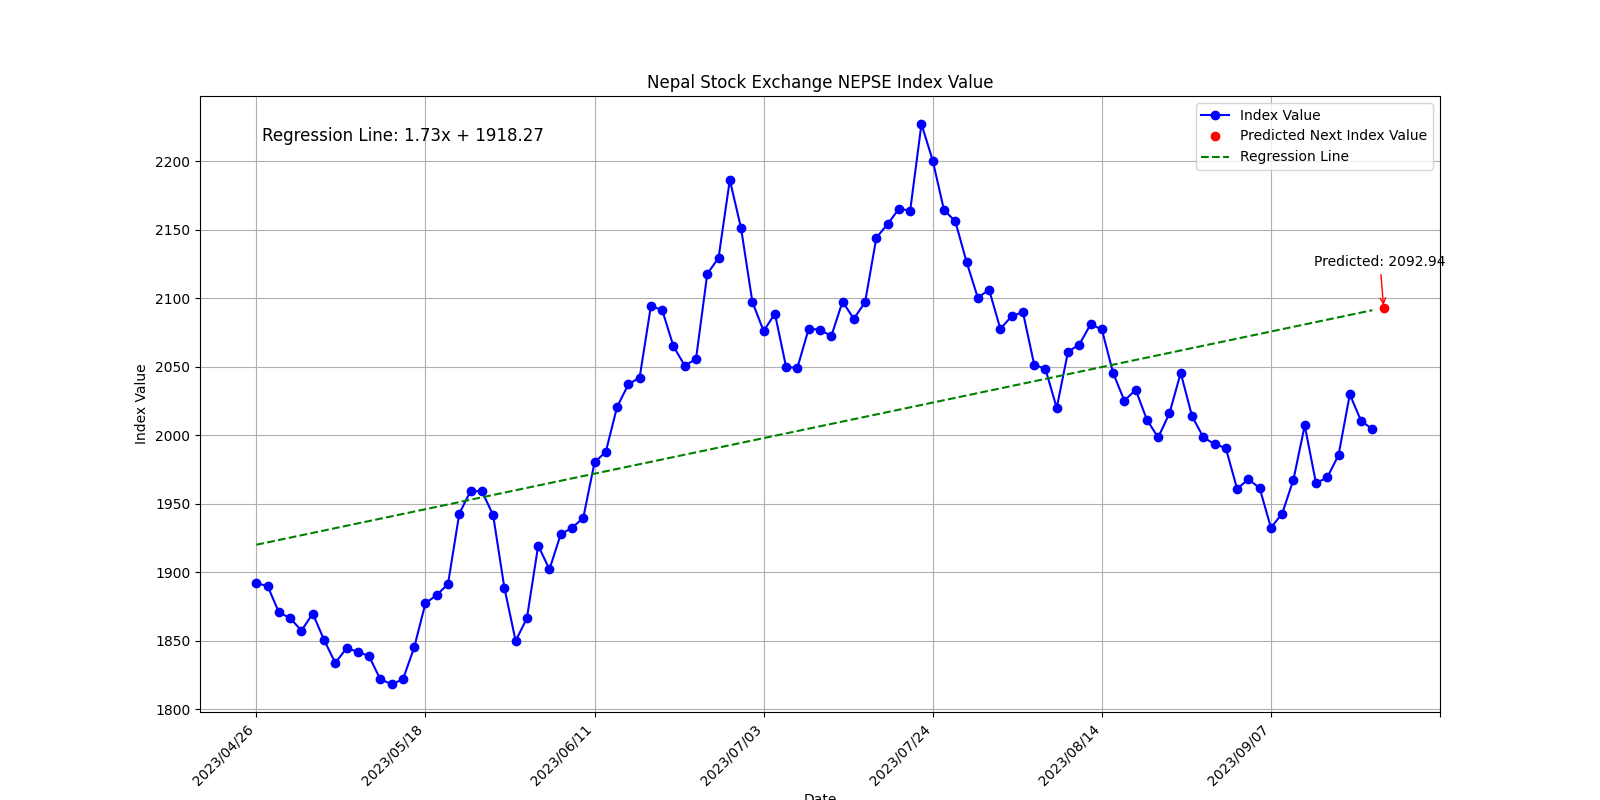 Nepal Stock Exchange NEPSE Index Value
Regression Line: 1.73x + 1918.27
Index Value
Predicted Next Index Value
Regression Line
Predicted: 2092.94
Index Value
2200
2150
2100
2050
2000
1950
1900
1850
1800
2023/04/26
2023/05/18
2023/06/11
2023/07/03
2023/07/24
2023/08/14
2023/09/07
Date